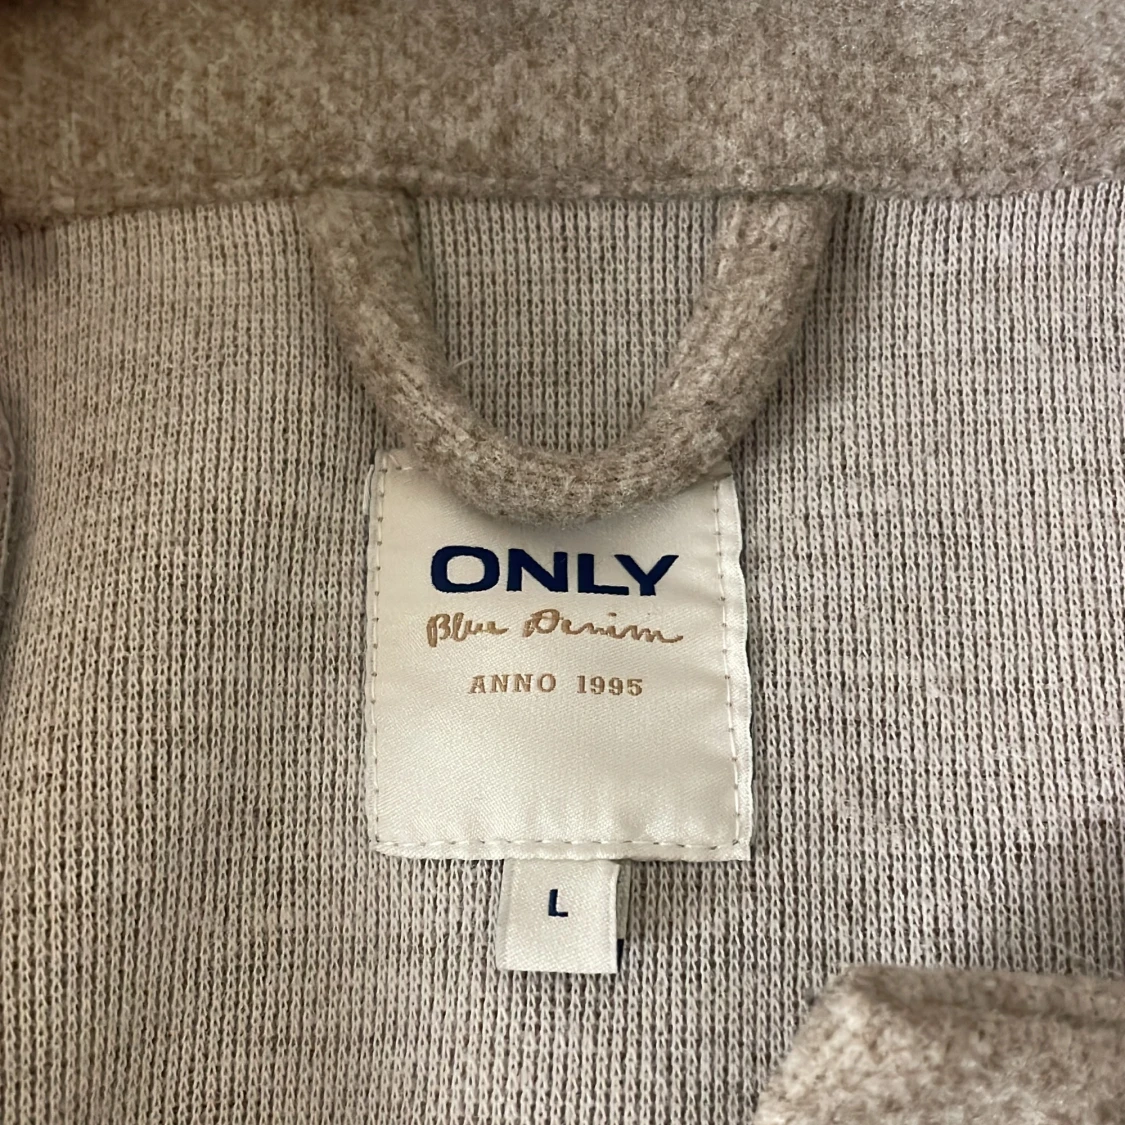 ONLY
Blue Denim
ANNO 1995
L